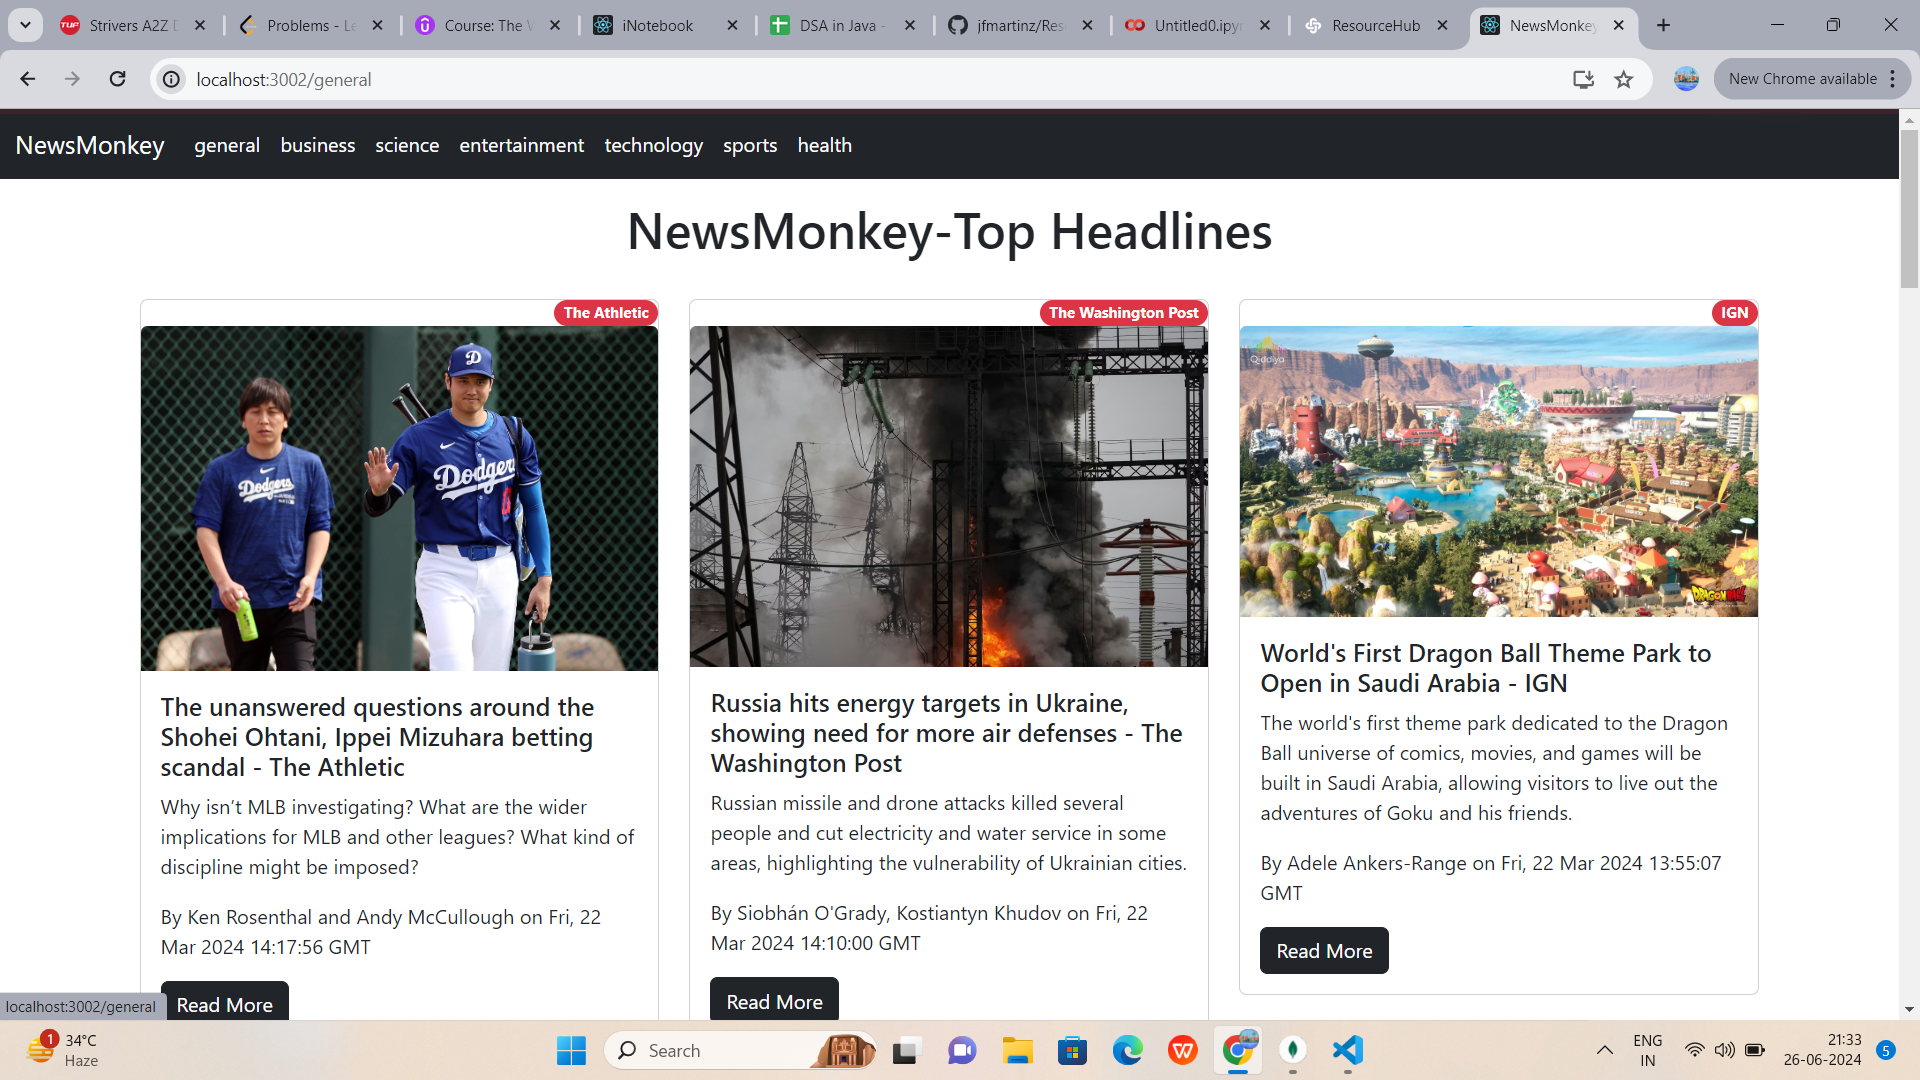 Strivers A2Z
Problems - Le
Course: The
iNotebook
DSA in Java -
jfmartinz/Res
Untitled0.ipyn
ResourceHub
NewsMonkey
localhost:3002/general
New Chrome available
NewsMonkey general business science entertainment technology sports health
NewsMonkey-Top Headlines
The Athletic
Dodgers
Dodgers
The unanswered questions around the
Shohei Ohtani, Ippei Mizuhara betting
scandal - The Athletic
Why isn’t MLB investigating? What are the wider
implications for MLB and other leagues? What kind of
discipline might be imposed?
By Ken Rosenthal and Andy McCullough on Fri, 22
Mar 2024 14:17:56 GMT
Read More
The Washington Post
Russia hits energy targets in Ukraine,
showing need for more air defenses - The
Washington Post
Russian missile and drone attacks killed several
people and cut electricity and water service in some
areas, highlighting the vulnerability of Ukrainian cities.
By Siobhán O'Grady, Kostiantyn Khudov on Fri, 22
Mar 2024 14:10:00 GMT
Read More
IGN
Qiddiya
DRAGON BALL
World's First Dragon Ball Theme Park to
Open in Saudi Arabia - IGN
The world's first theme park dedicated to the Dragon
Ball universe of comics, movies, and games will be
built in Saudi Arabia, allowing visitors to live out the
adventures of Goku and his friends.
By Adele Ankers-Range on Fri, 22 Mar 2024 13:55:07
GMT
Read More
localhost:3002/general
1
34°C
Haze
Search
ENG
IN
21:33
26-06-2024
5